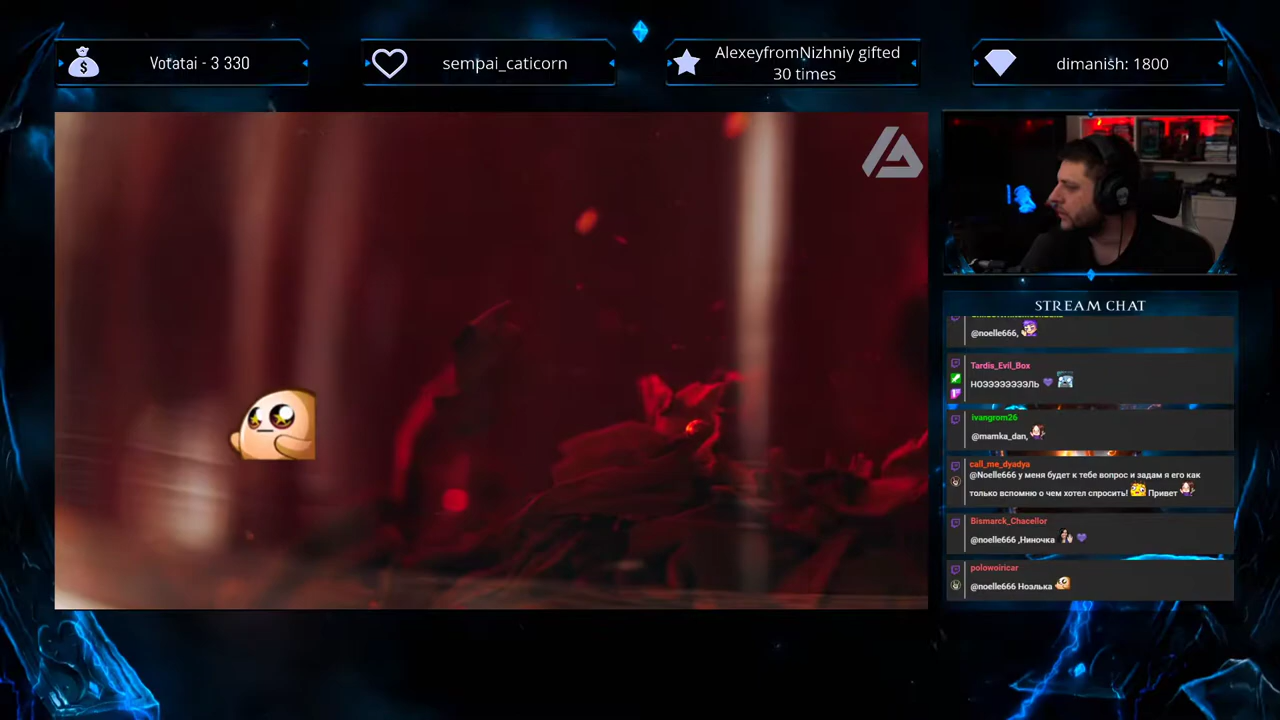 Votatai - 3 330
sempai_caticorn
AlexeyfromNizhniy gifted
30 times
dimanish: 1800
STREAM CHAT
@noelle666,
Tardis_Evil_Box
НОЭЭЭЭЭЭЭЭЛЬ
ivangrom26
@mamka_dan,
call_me_dyadya
@Noelle666 у меня будет к тебе вопрос и задам я его как
только вспомню о чем хотел спросить! Привет
Bismarck_Chacellor
@noelle666 ,Ниночка
polowoiricar
@noelle666 Ноэлька